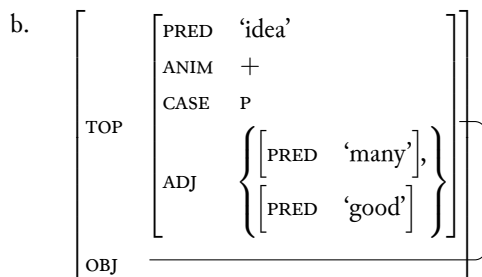 b.
PRED ‘idea’
ANIM +
CASE P
TOP
ADJ { [PRED ‘many’],
[PRED ‘good’] }
OBJ